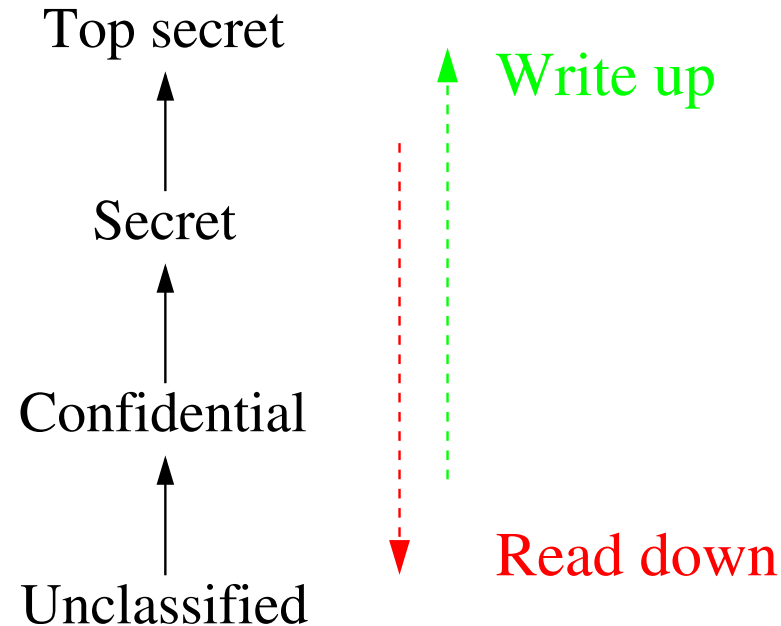 Top secret
Write up
Secret
Confidential
Read down
Unclassified